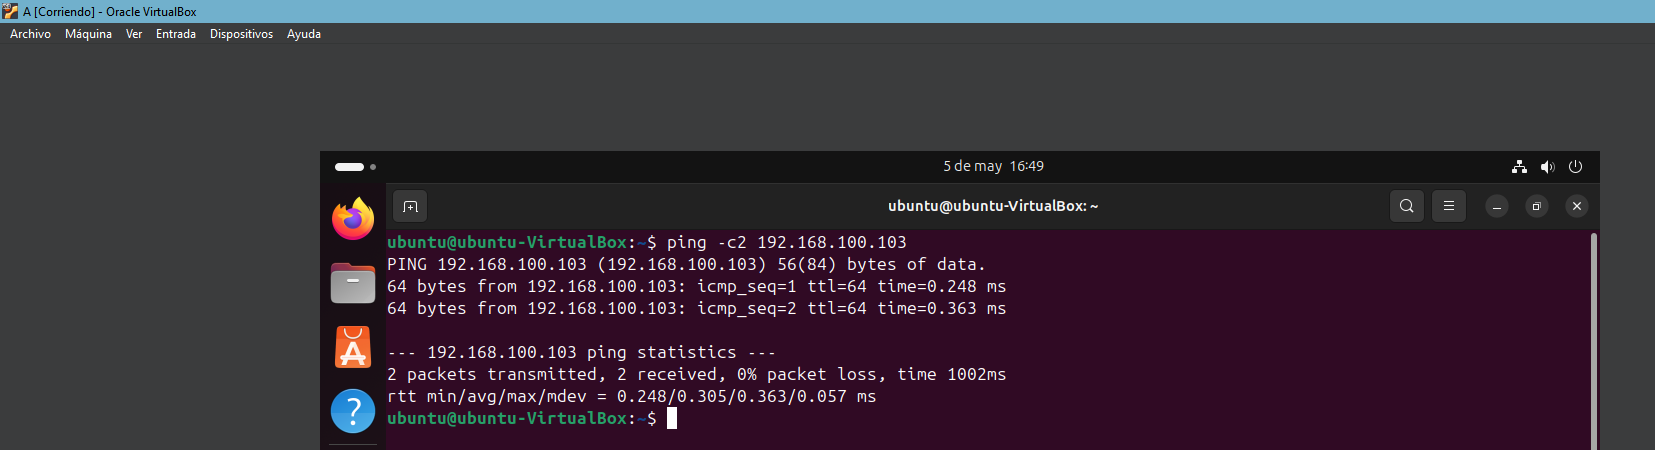 A [Corriendo] - Oracle VirtualBox
Archivo Máquina Ver Entrada Dispositivos Ayuda
5 de may 16:49
ubuntu@ubuntu-VirtualBox: ~
ubuntu@ubuntu-VirtualBox:~$ ping -c2 192.168.100.103
PING 192.168.100.103 (192.168.100.103) 56(84) bytes of data.
64 bytes from 192.168.100.103: icmp_seq=1 ttl=64 time=0.248 ms
64 bytes from 192.168.100.103: icmp_seq=2 ttl=64 time=0.363 ms
--- 192.168.100.103 ping statistics ---
2 packets transmitted, 2 received, 0% packet loss, time 1002ms
rtt min/avg/max/mdev = 0.248/0.305/0.363/0.057 ms
ubuntu@ubuntu-VirtualBox:~$